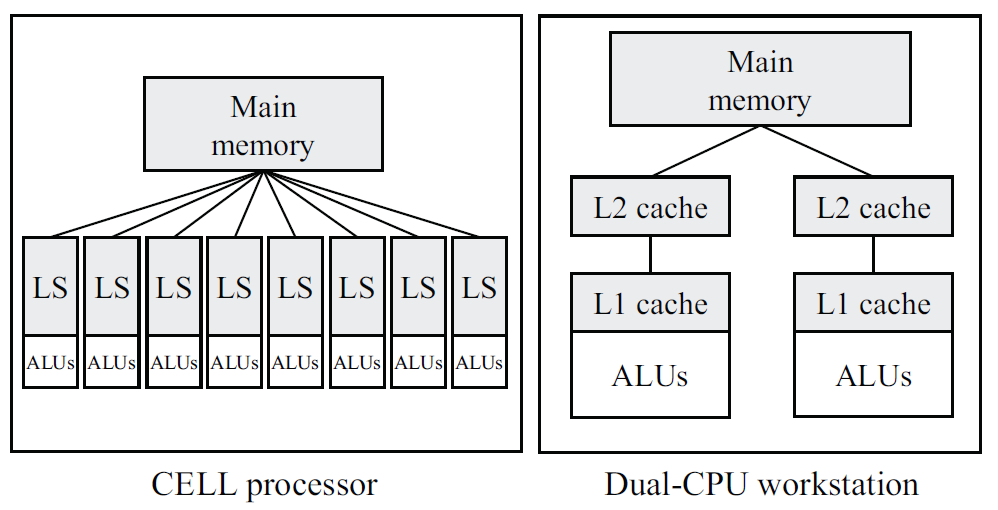 Main
memory
LS LS LS LS LS LS LS LS
ALUs ALUs ALUs ALUs ALUs ALUs ALUs ALUs
CELL processor
Main
memory
L2 cache L2 cache
L1 cache L1 cache
ALUs ALUs
Dual-CPU workstation